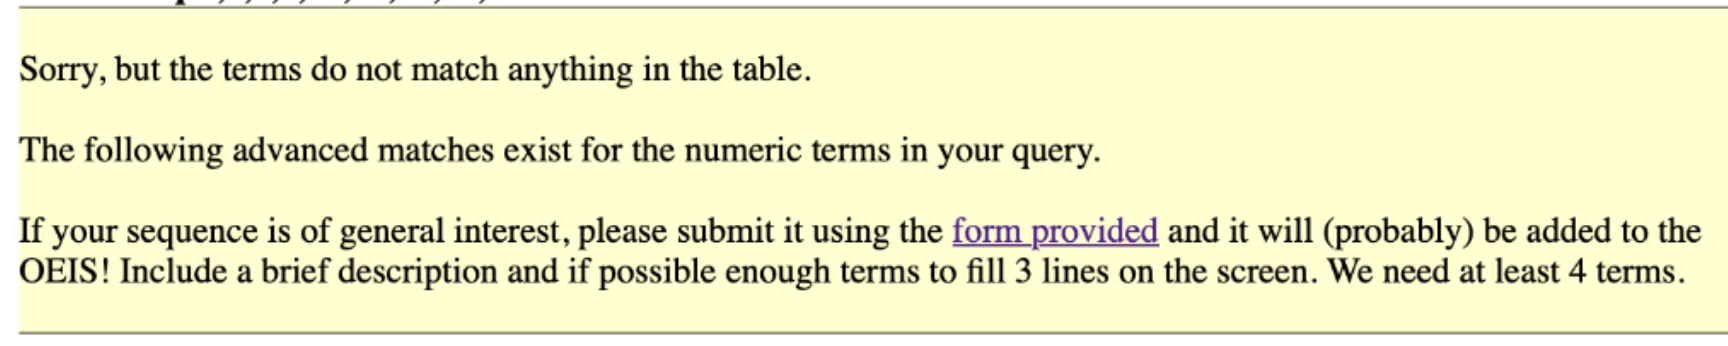 Sorry, but the terms do not match anything in the table.
The following advanced matches exist for the numeric terms in your query.
If your sequence is of general interest, please submit it using the form provided and it will (probably) be added to the
OEIS! Include a brief description and if possible enough terms to fill 3 lines on the screen. We need at least 4 terms.